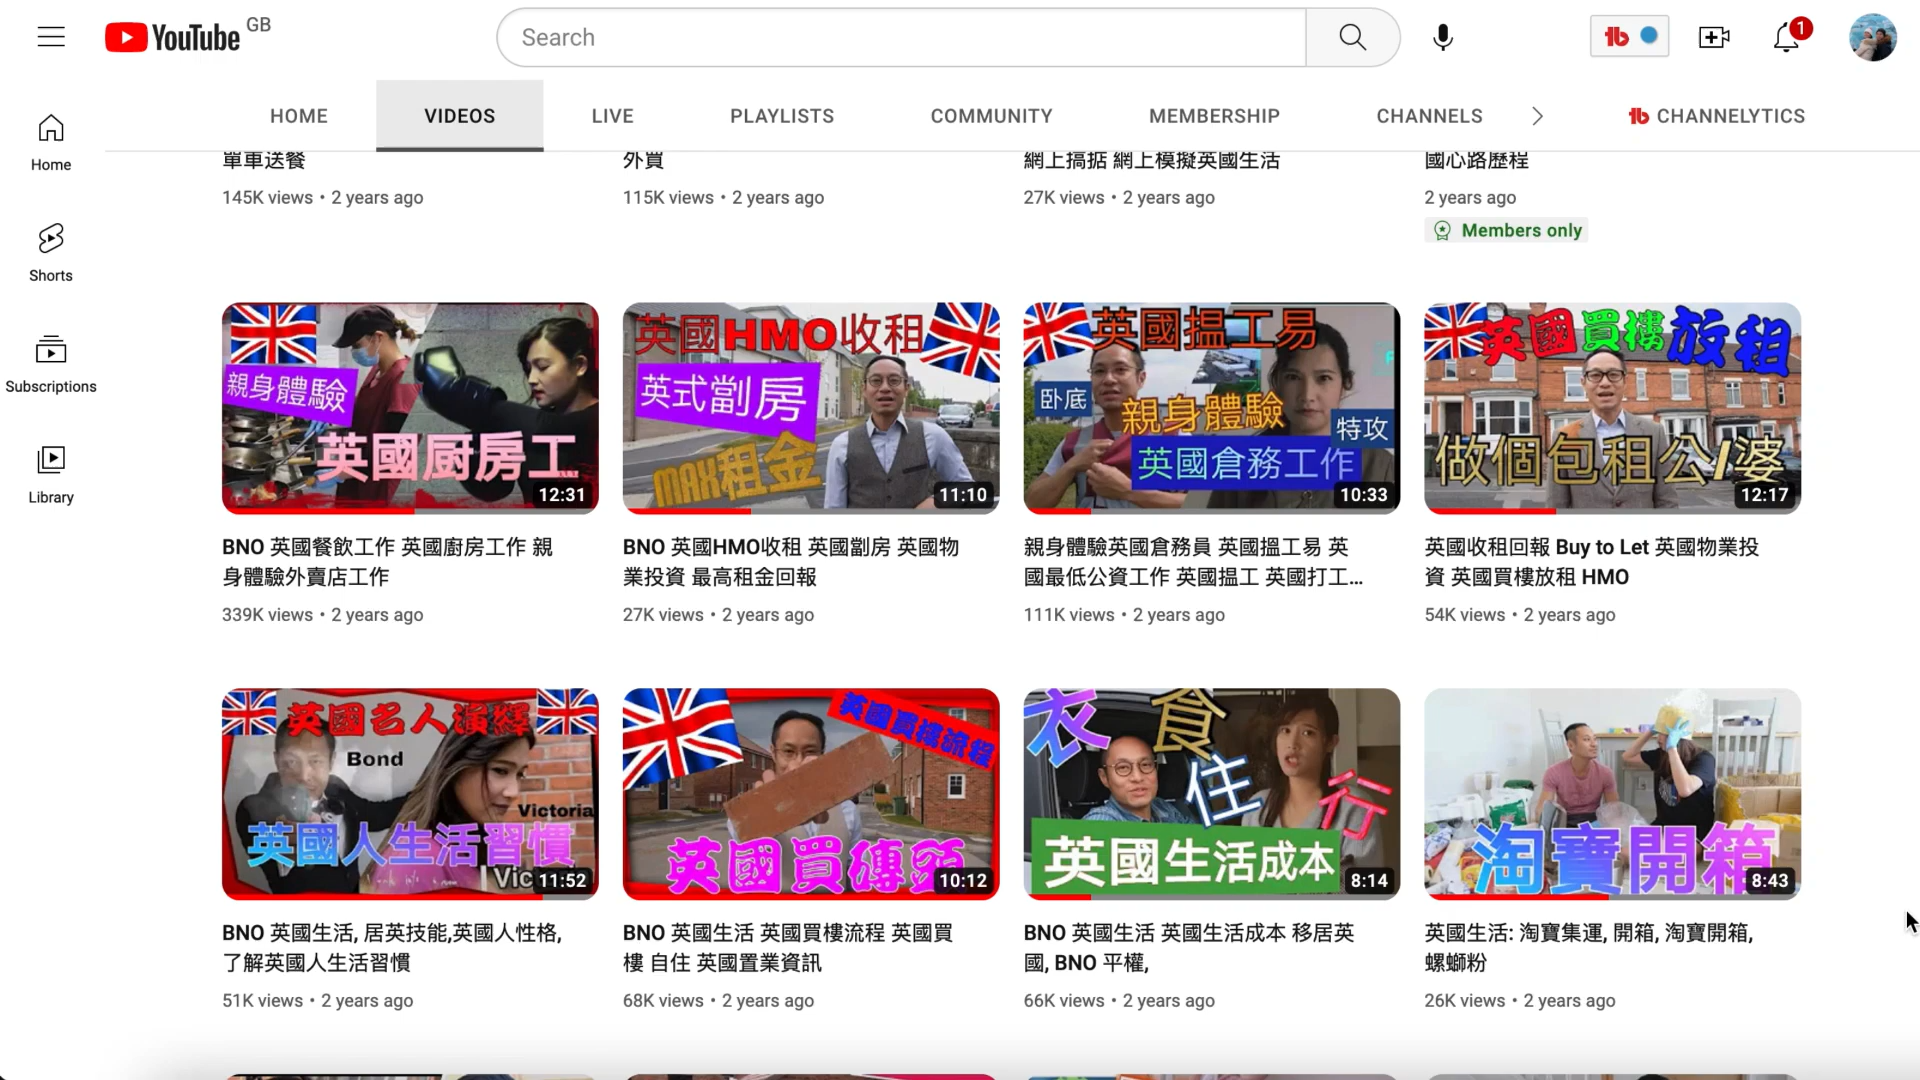 YouTube GB
Search
1
HOME
VIDEOS
LIVE
PLAYLISTS
COMMUNITY
MEMBERSHIP
CHANNELS
CHANNELYTICS
Home
Shorts
Subscriptions
Library
單車送餐
145K views • 2 years ago
外賣
115K views • 2 years ago
網上搞掂 網上模擬英國生活
27K views • 2 years ago
國心路歷程
2 years ago
Members only
親身體驗
英國厨房工
12:31
英國HMO收租
英式劏房
MAX租金
11:10
英國搵工易
卧底
親身體驗
特攻
英國倉務工作
10:33
英國買樓放租
做個包租公/婆
12:17
BNO 英國餐飲工作 英國廚房工作 親
身體驗外賣店工作
339K views • 2 years ago
BNO 英國HMO收租 英國劏房 英國物
業投資 最高租金回報
27K views • 2 years ago
親身體驗英國倉務員 英國搵工易 英
國最低公資工作 英國搵工 英國打工...
111K views • 2 years ago
英國收租回報 Buy to Let 英國物業投
資 英國買樓放租 HMO
54K views • 2 years ago
英國名人演繹
Bond
Victoria
英國人生活習慣
Vic
11:52
英國買樓流程
英國買磚頭
10:12
衣
食
住
行
英國生活成本
8:14
淘寶開箱
8:43
BNO 英國生活, 居英技能,英國人性格,
了解英國人生活習慣
51K views • 2 years ago
BNO 英國生活 英國買樓流程 英國買
樓 自住 英國置業資訊
68K views • 2 years ago
BNO 英國生活 英國生活成本 移居英
國, BNO 平權,
66K views • 2 years ago
英國生活: 淘寶集運, 開箱, 淘寶開箱,
螺螄粉
26K views • 2 years ago